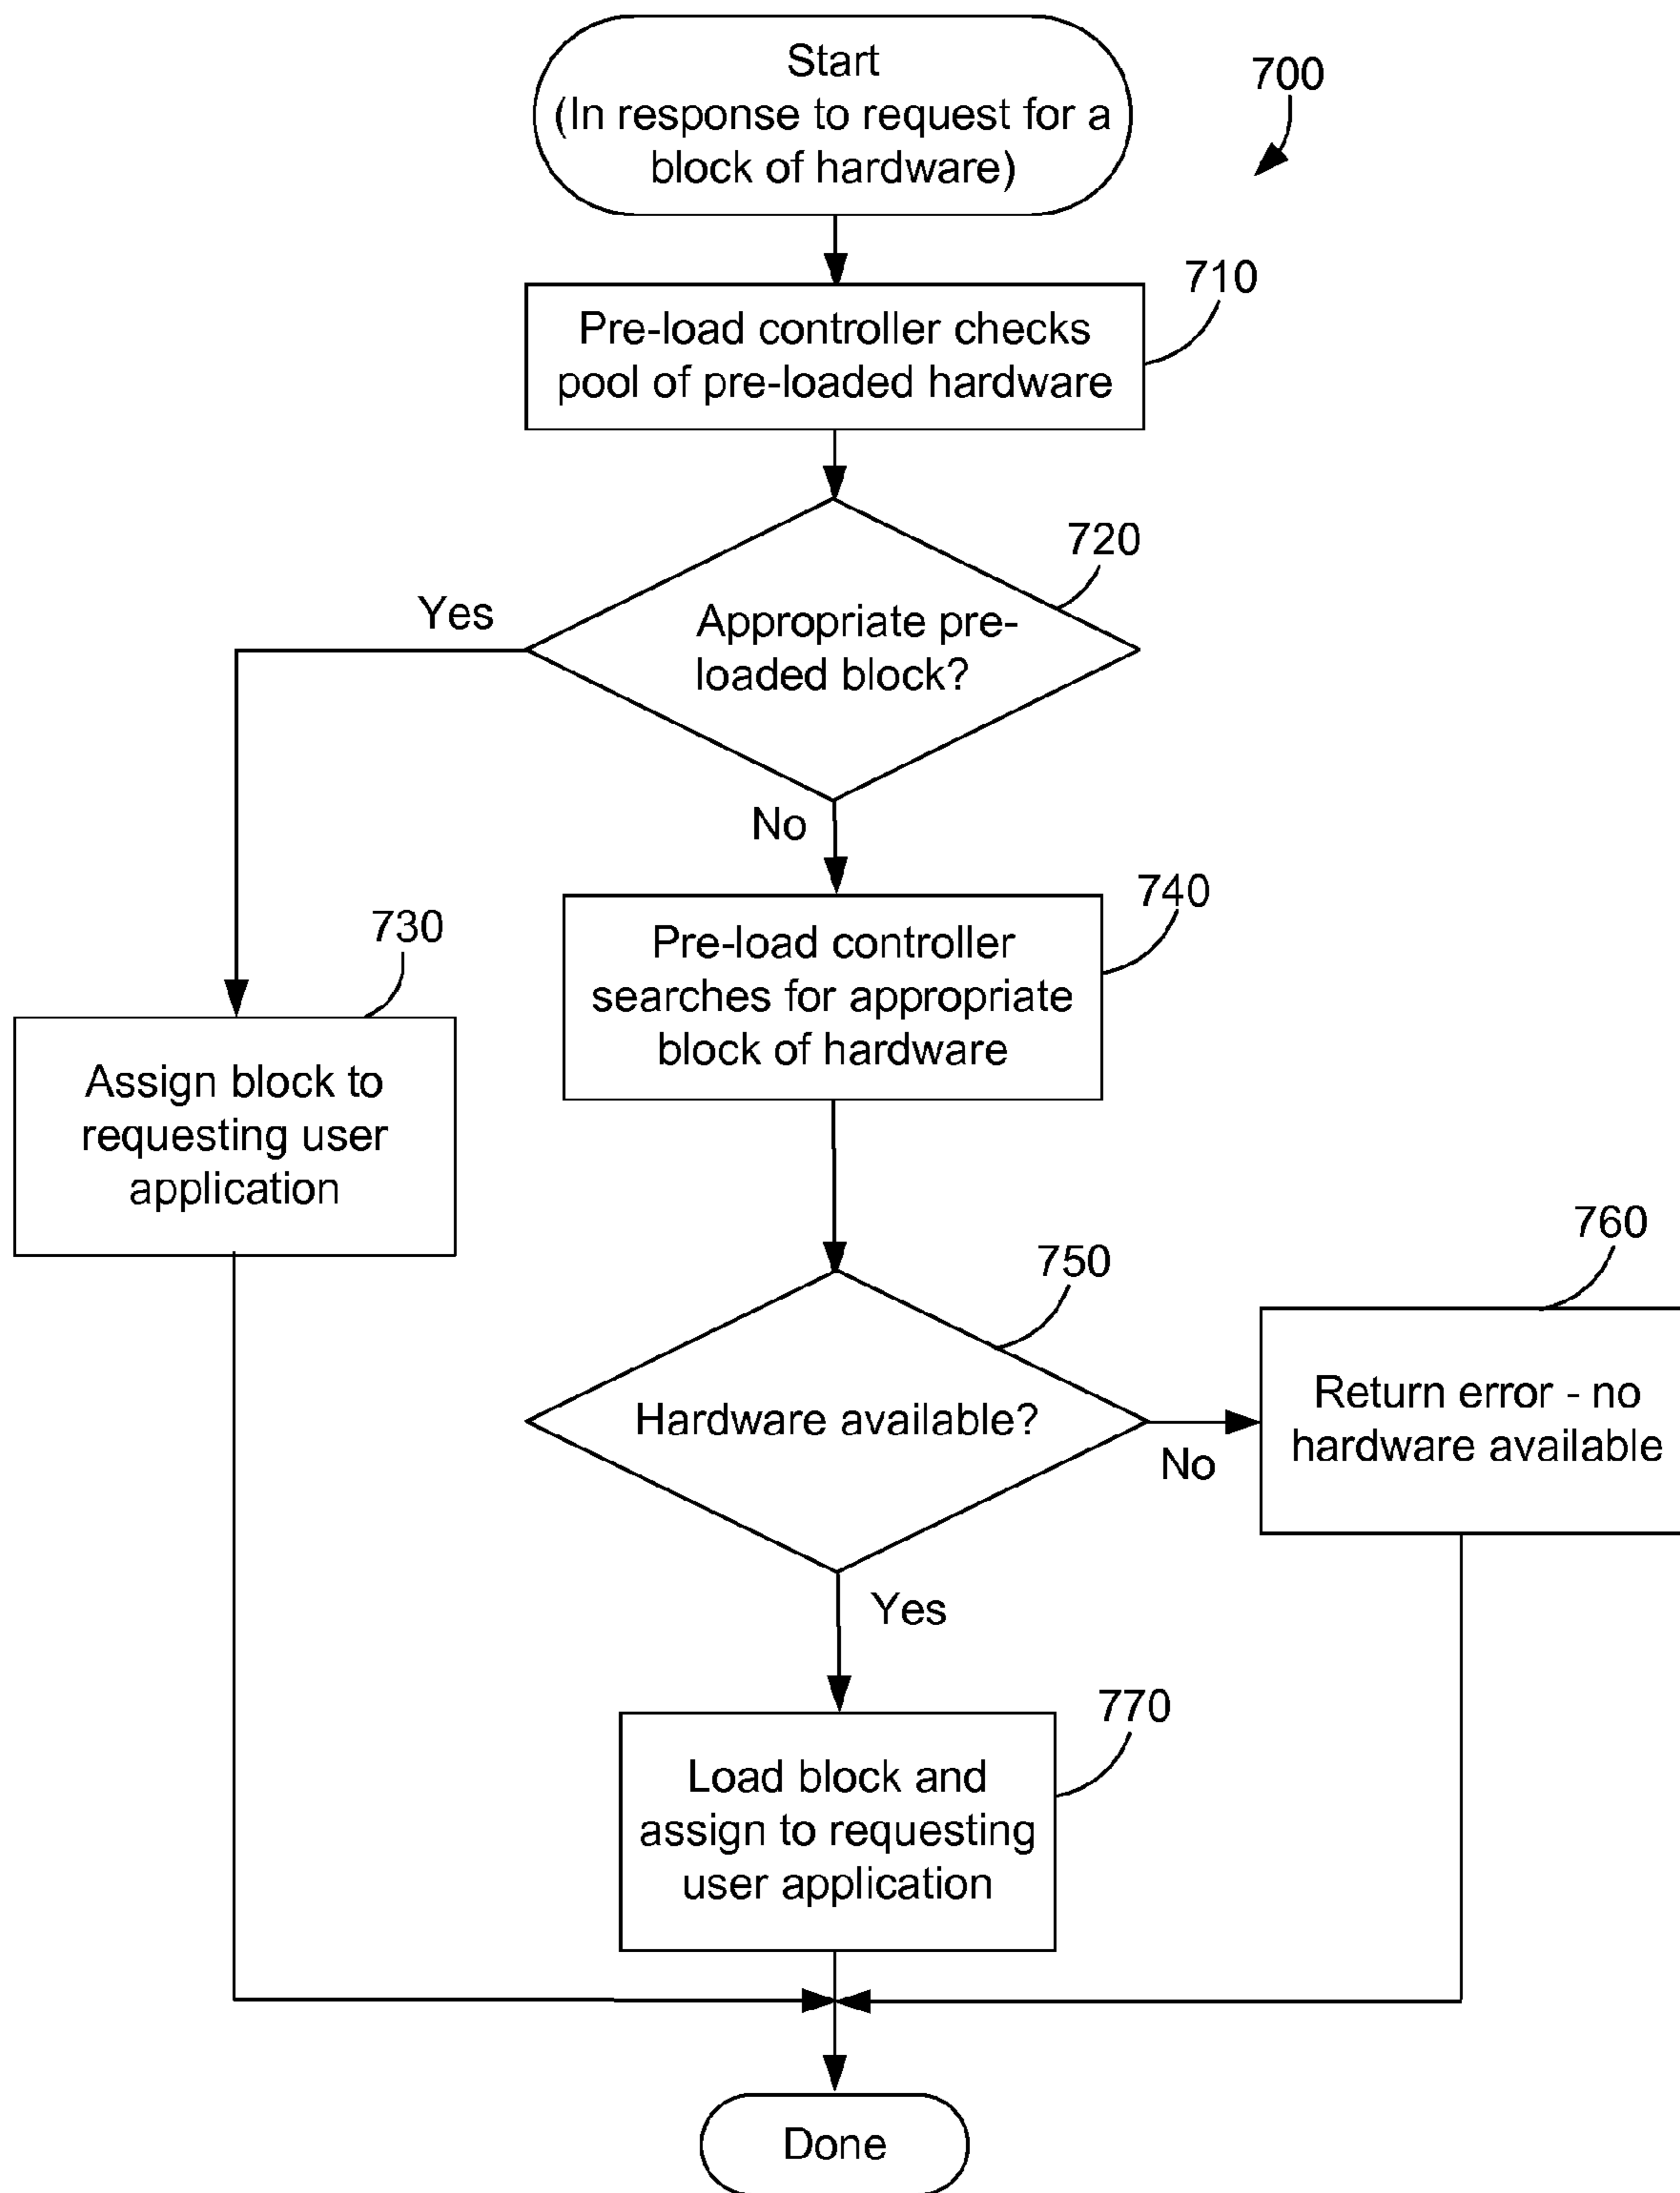 Start
(In response to request for a
block of hardware)
700
710
Pre-load controller checks
pool of pre-loaded hardware
720
Yes
Appropriate pre-
loaded block?
No
740
730
Pre-load controller
searches for appropriate
block of hardware
Assign block to
requesting user
application
760
750
Hardware available?
No
Return error - no
hardware available
Yes
770
Load block and
assign to requesting
user application
Done